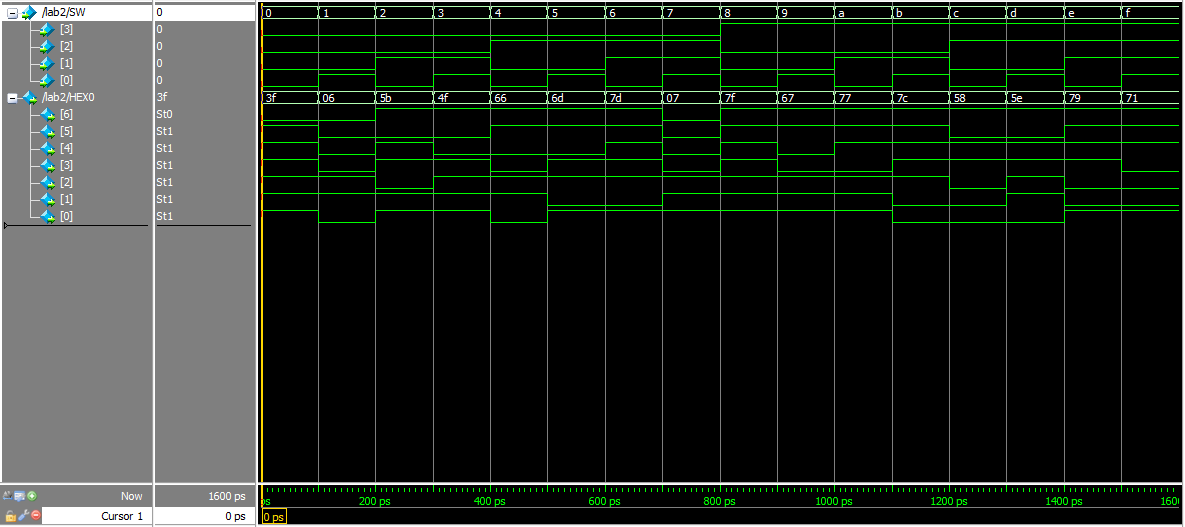 /lab2/SW 0 0 1 2 3 4 5 6 7 8 9 a b c d e f
[3] 0
[2] 0
[1] 0
[0] 0
/lab2/HEX0 3f 3f 06 5b 4f 66 6d 7d 07 7f 67 77 7c 58 5e 79 71
[6] St0
[5] St1
[4] St1
[3] St1
[2] St1
[1] St1
[0] St1
Now 1600 ps ps 200 ps 400 ps 600 ps 800 ps 1000 ps 1200 ps 1400 ps 1600
Cursor 1 0 ps 0 ps